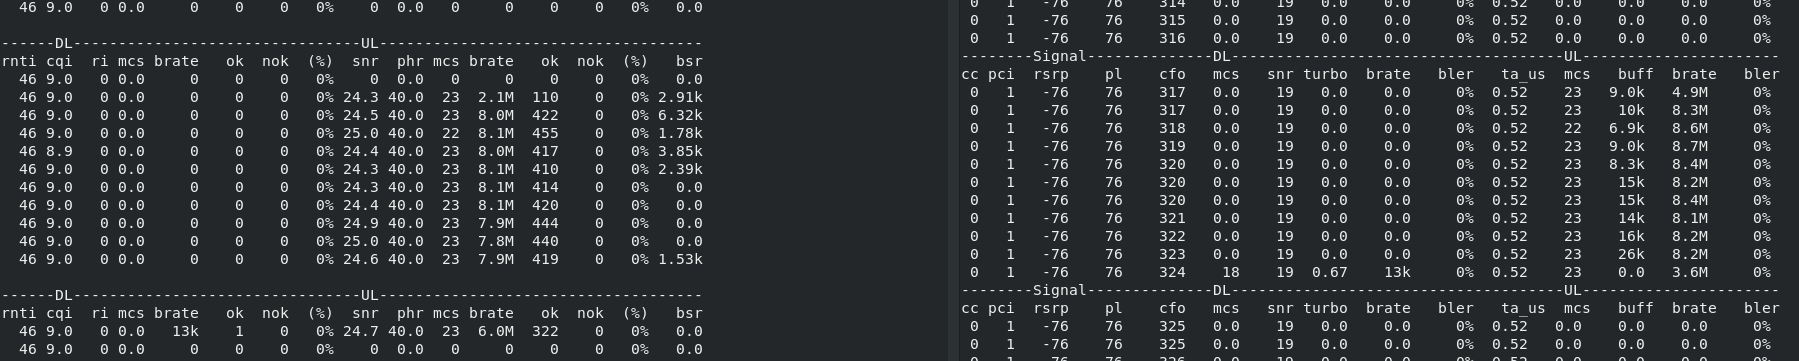 46 9.0 0 0.0 0 0 0 0% 0 0.0 0 0 0 0 0% 0.0
------DL--------------------------------UL--------------------------------------
rnti cqi ri mcs brate ok nok (%) snr phr mcs brate ok nok (%) bsr
46 9.0 0 0.0 0 0 0 0% 0 0.0 0 0 0 0 0% 0.0
46 9.0 0 0.0 0 0 0 0% 24.3 40.0 23 2.1M 110 0 0% 2.91k
46 9.0 0 0.0 0 0 0 0% 24.5 40.0 23 8.0M 422 0 0% 6.32k
46 9.0 0 0.0 0 0 0 0% 25.0 40.0 22 8.1M 455 0 0% 1.78k
46 8.9 0 0.0 0 0 0 0% 24.4 40.0 23 8.0M 417 0 0% 3.85k
46 9.0 0 0.0 0 0 0 0% 24.3 40.0 23 8.1M 410 0 0% 2.39k
46 9.0 0 0.0 0 0 0 0% 24.3 40.0 23 8.1M 414 0 0% 0.0
46 9.0 0 0.0 0 0 0 0% 24.4 40.0 23 8.1M 420 0 0% 0.0
46 9.0 0 0.0 0 0 0 0% 24.9 40.0 23 7.9M 444 0 0% 0.0
46 9.0 0 0.0 0 0 0 0% 25.0 40.0 23 7.8M 440 0 0% 0.0
46 9.0 0 0.0 0 0 0 0% 24.6 40.0 23 7.9M 419 0 0% 1.53k
------DL--------------------------------UL--------------------------------------
rnti cqi ri mcs brate ok nok (%) snr phr mcs brate ok nok (%) bsr
46 9.0 0 0.0 13k 1 0 0% 24.7 40.0 23 6.0M 322 0 0% 0.0
46 9.0 0 0.0 0 0 0 0% 0 0.0 0 0 0 0 0% 0.0
0 1 -76 76 314 0.0 19 0.0 0.0 0% 0.52 0.0 0.0 0.0 0%
0 1 -76 76 315 0.0 19 0.0 0.0 0% 0.52 0.0 0.0 0.0 0%
0 1 -76 76 316 0.0 19 0.0 0.0 0% 0.52 0.0 0.0 0.0 0%
--------Signal--------------DL-------------------------------------UL----------------------
cc pci rsrp pl cfo mcs snr turbo brate bler ta_us mcs buff brate bler
0 1 -76 76 317 0.0 19 0.0 0.0 0% 0.52 23 9.0k 4.9M 0%
0 1 -76 76 317 0.0 19 0.0 0.0 0% 0.52 23 10k 8.3M 0%
0 1 -76 76 318 0.0 19 0.0 0.0 0% 0.52 22 6.9k 8.6M 0%
0 1 -76 76 319 0.0 19 0.0 0.0 0% 0.52 23 9.0k 8.7M 0%
0 1 -76 76 320 0.0 19 0.0 0.0 0% 0.52 23 8.3k 8.4M 0%
0 1 -76 76 320 0.0 19 0.0 0.0 0% 0.52 23 15k 8.2M 0%
0 1 -76 76 320 0.0 19 0.0 0.0 0% 0.52 23 15k 8.4M 0%
0 1 -76 76 321 0.0 19 0.0 0.0 0% 0.52 23 14k 8.1M 0%
0 1 -76 76 322 0.0 19 0.0 0.0 0% 0.52 23 16k 8.2M 0%
0 1 -76 76 323 0.0 19 0.0 0.0 0% 0.52 23 26k 8.2M 0%
0 1 -76 76 324 18 19 0.67 13k 0% 0.52 23 0.0 3.6M 0%
--------Signal--------------DL-------------------------------------UL----------------------
cc pci rsrp pl cfo mcs snr turbo brate bler ta_us mcs buff brate bler
0 1 -76 76 325 0.0 19 0.0 0.0 0% 0.52 0.0 0.0 0.0 0%
0 1 -76 76 325 0.0 19 0.0 0.0 0% 0.52 0.0 0.0 0.0 0%